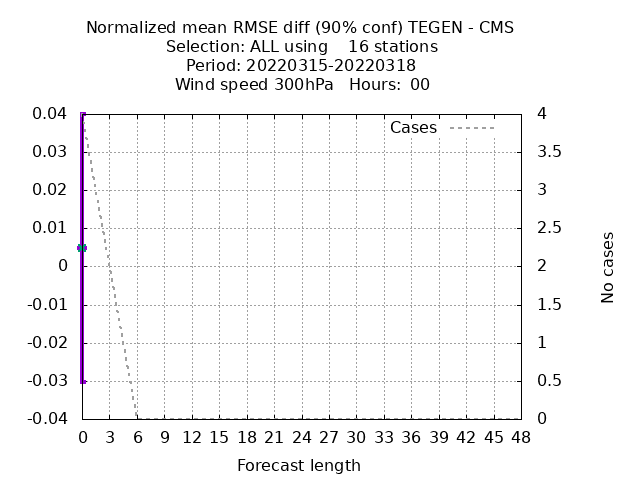 Normalized mean RMSE diff (90% conf) TEGEN - CMS
Selection: ALL using    16 stations
Period: 20220315-20220318
Wind speed 300hPa   Hours:  00
Cases
0.04
0.03
0.02
0.01
0
-0.01
-0.02
-0.03
-0.04
4
3.5
3
2.5
2
1.5
1
0.5
0
No cases
0 3 6 9 12 15 18 21 24 27 30 33 36 39 42 45 48
Forecast length